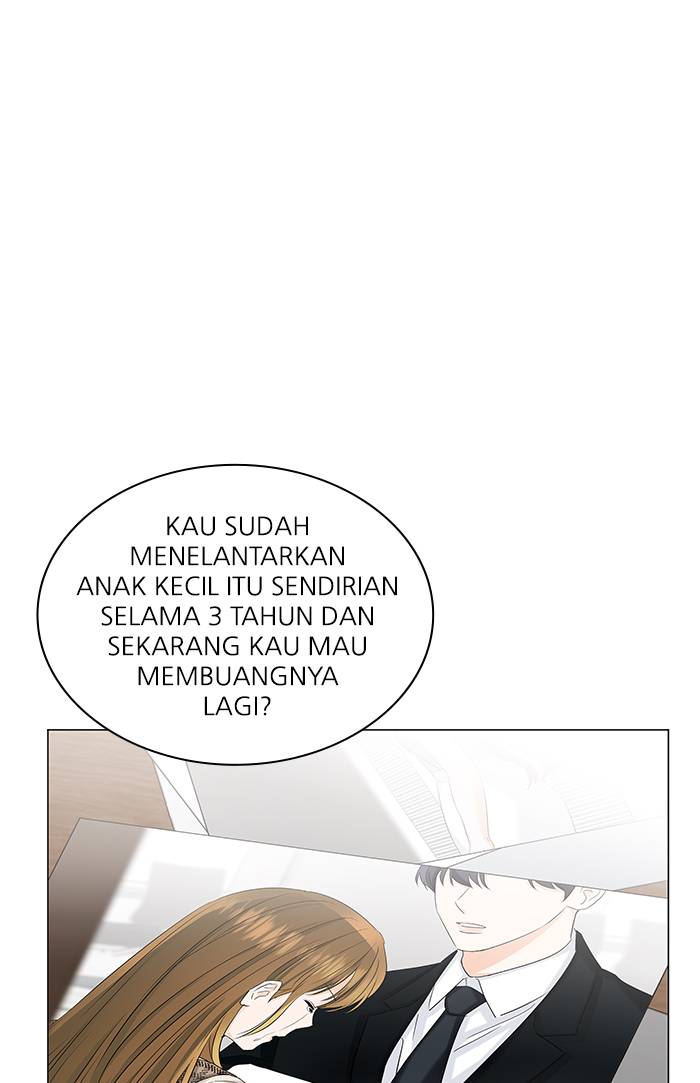 KAU SUDAH
MENELANTARKAN
ANAK KECIL ITU SENDIRIAN
SELAMA 3 TAHUN DAN
SEKARANG KAU MAU
MEMBUANGNYA
LAGI?